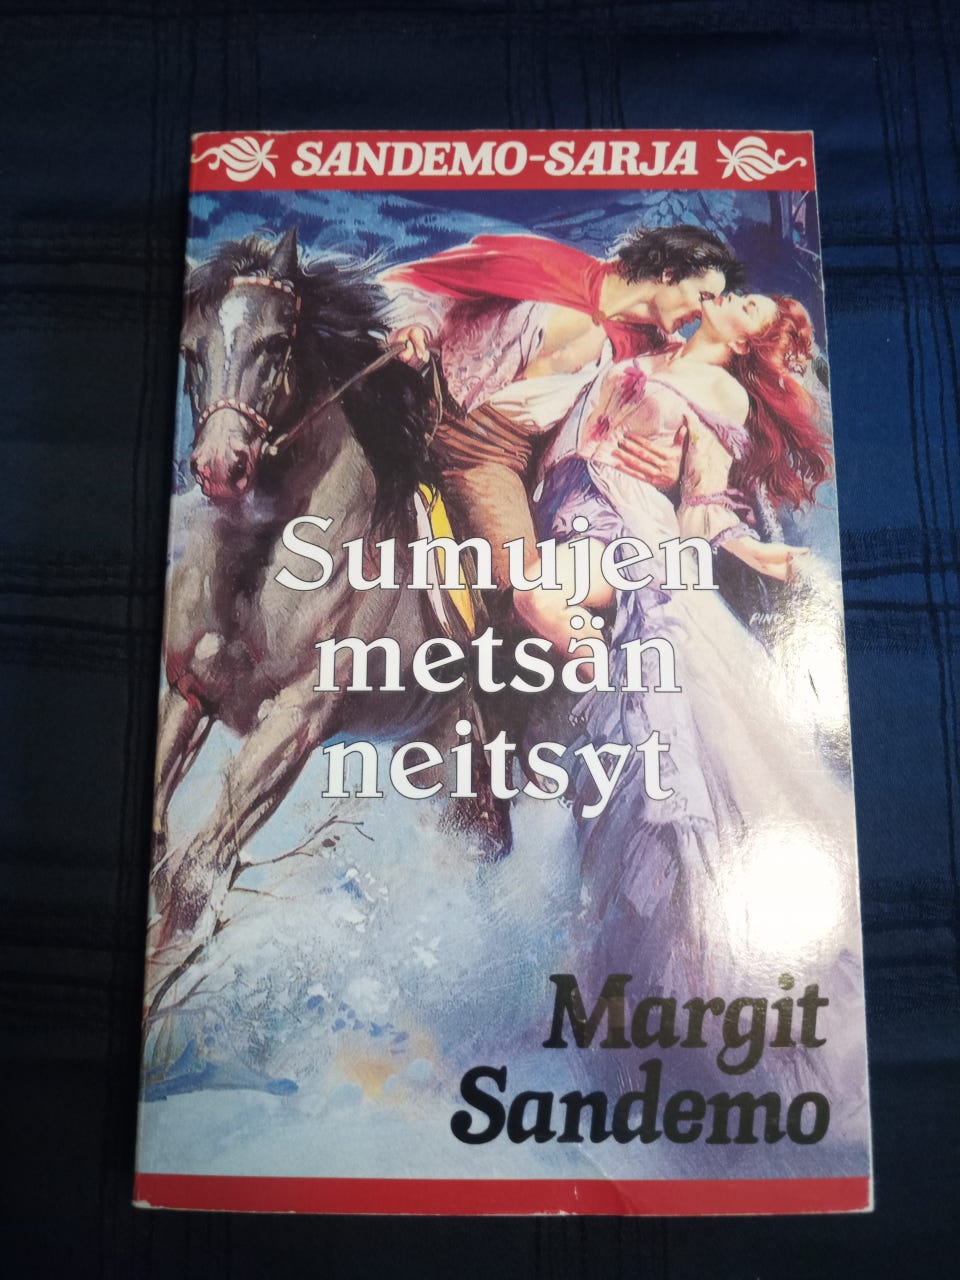 SANDEMO-SARJA
Sumujen
metsän
neitsyt
Margit
Sandemo